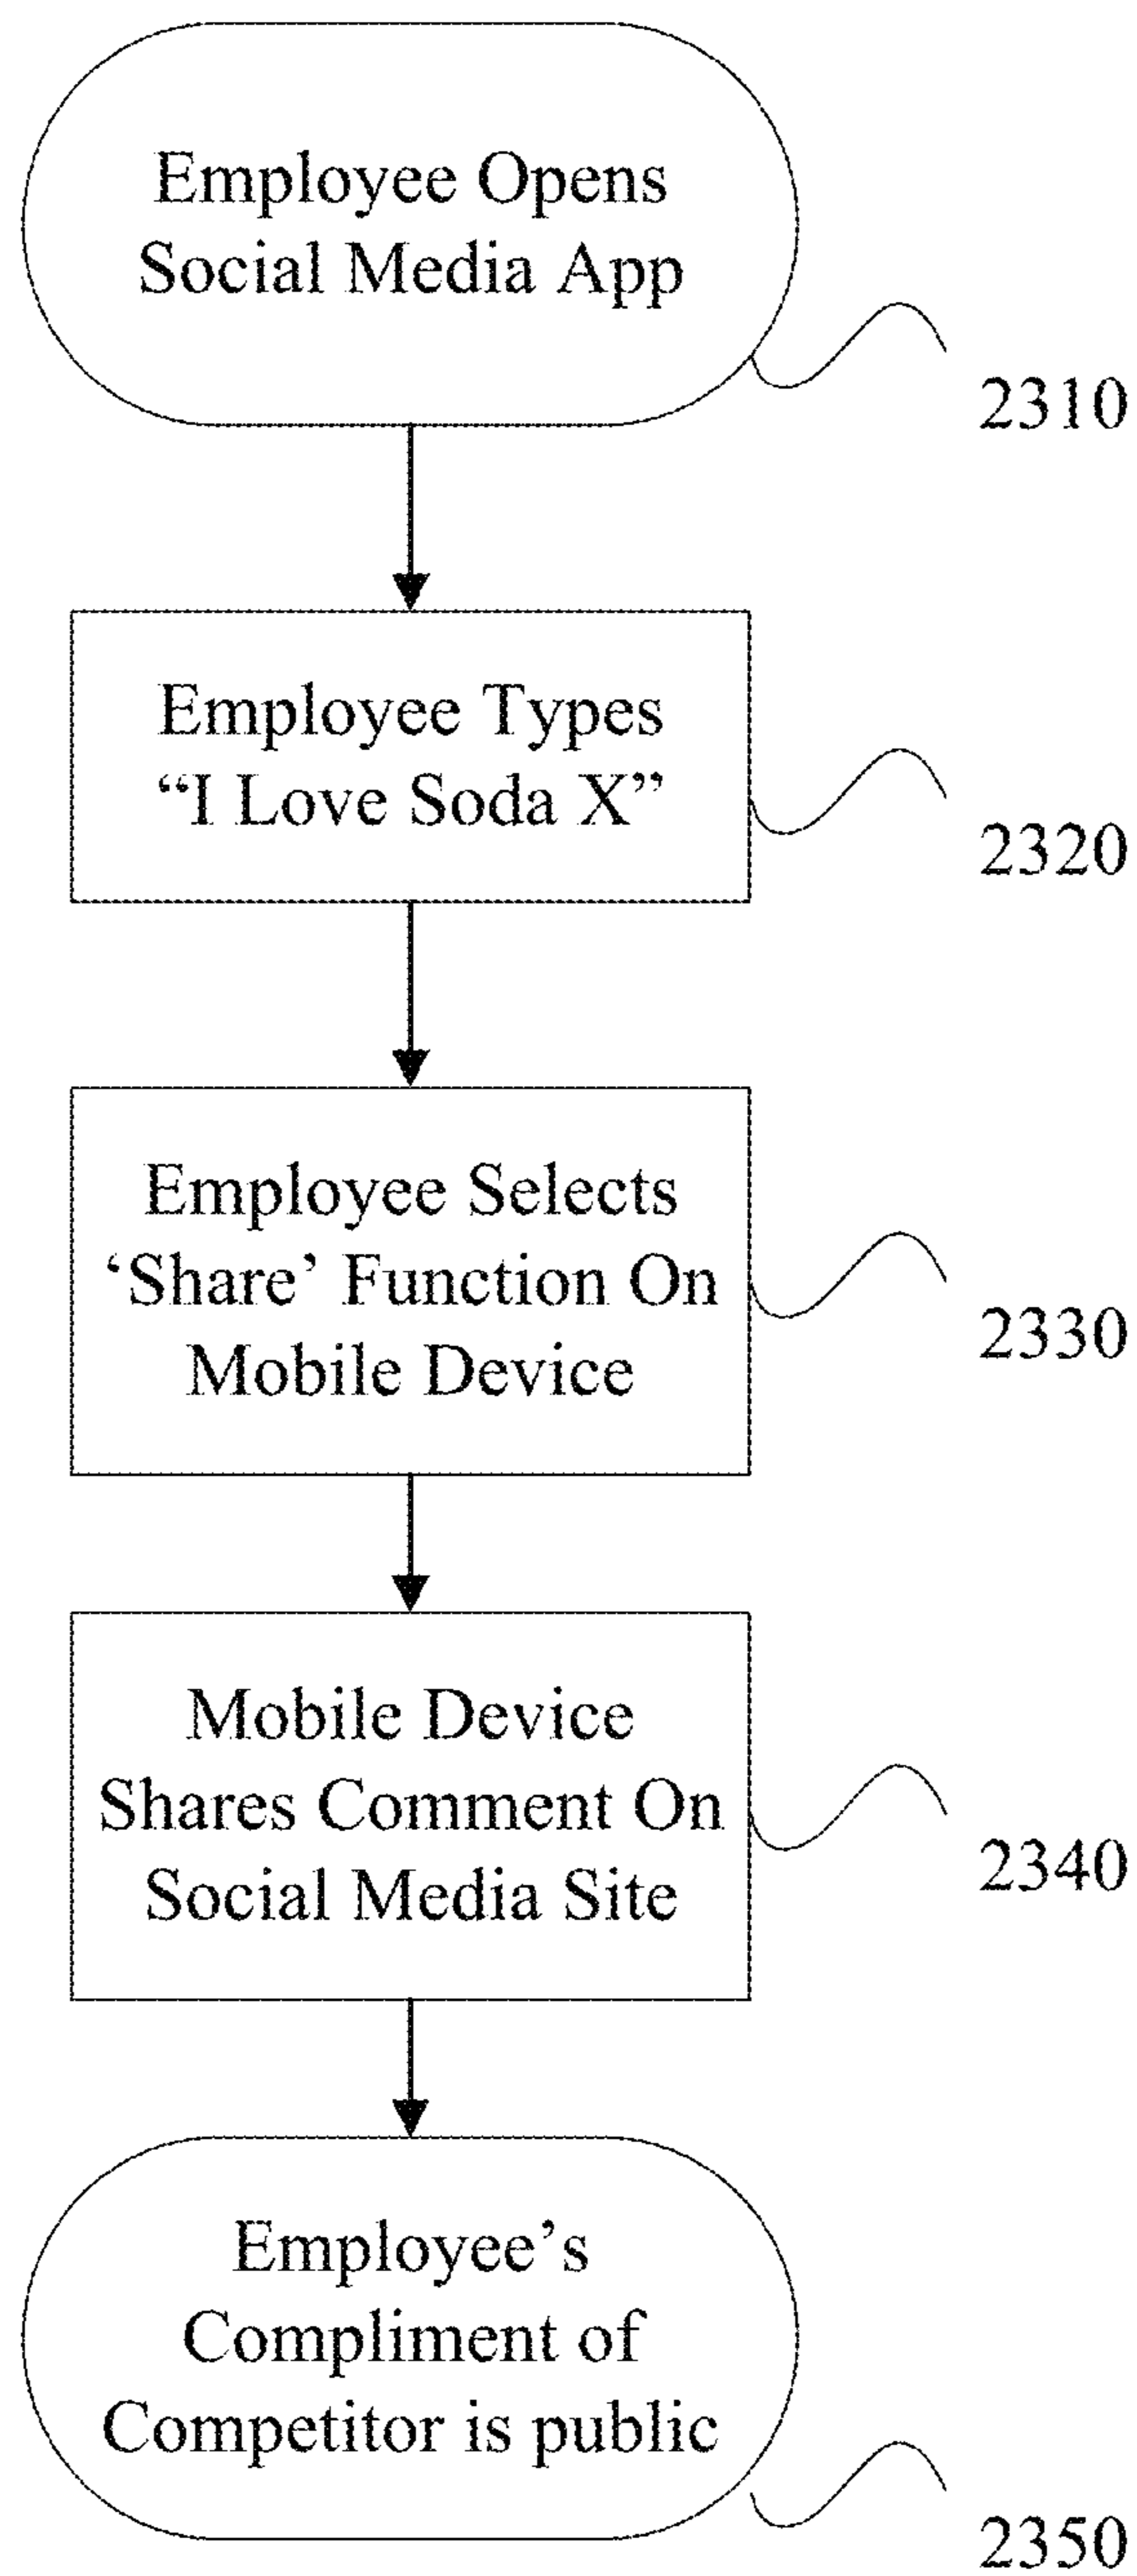 Employee Opens
Social Media App
2310
Employee Types
“I Love Soda X”
2320
Employee Selects
‘Share’ Function On
Mobile Device
2330
Mobile Device
Shares Comment On
Social Media Site
2340
Employee’s
Compliment of
Competitor is public
2350